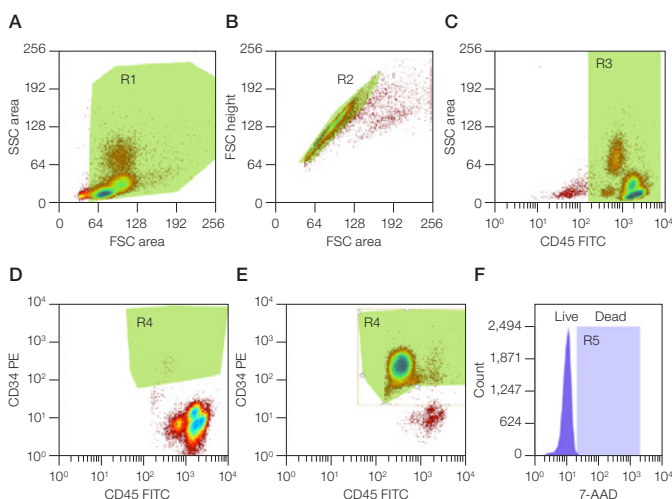 A
256
192
128
64
0
SSC area
R1
0 64 128 192 256
FSC area
B
256
192
128
64
0
FSC height
R2
64 128 192 256
FSC area
C
256
192
128
64
0
SSC area
R3
10⁰ 10¹ 10² 10³ 10⁴
CD45 FITC
D
10⁴
10³
10²
10¹
10⁰
CD34 PE
R4
10⁰ 10¹ 10² 10³ 10⁴
CD45 FITC
E
10⁴
10³
10²
10¹
10⁰
CD34 PE
R4
10⁰ 10¹ 10² 10³ 10⁴
CD45 FITC
F
Live Dead
2,494
1,871
1,247
624
0
Count
R5
10⁰ 10¹ 10² 10³ 10⁴
7-AAD